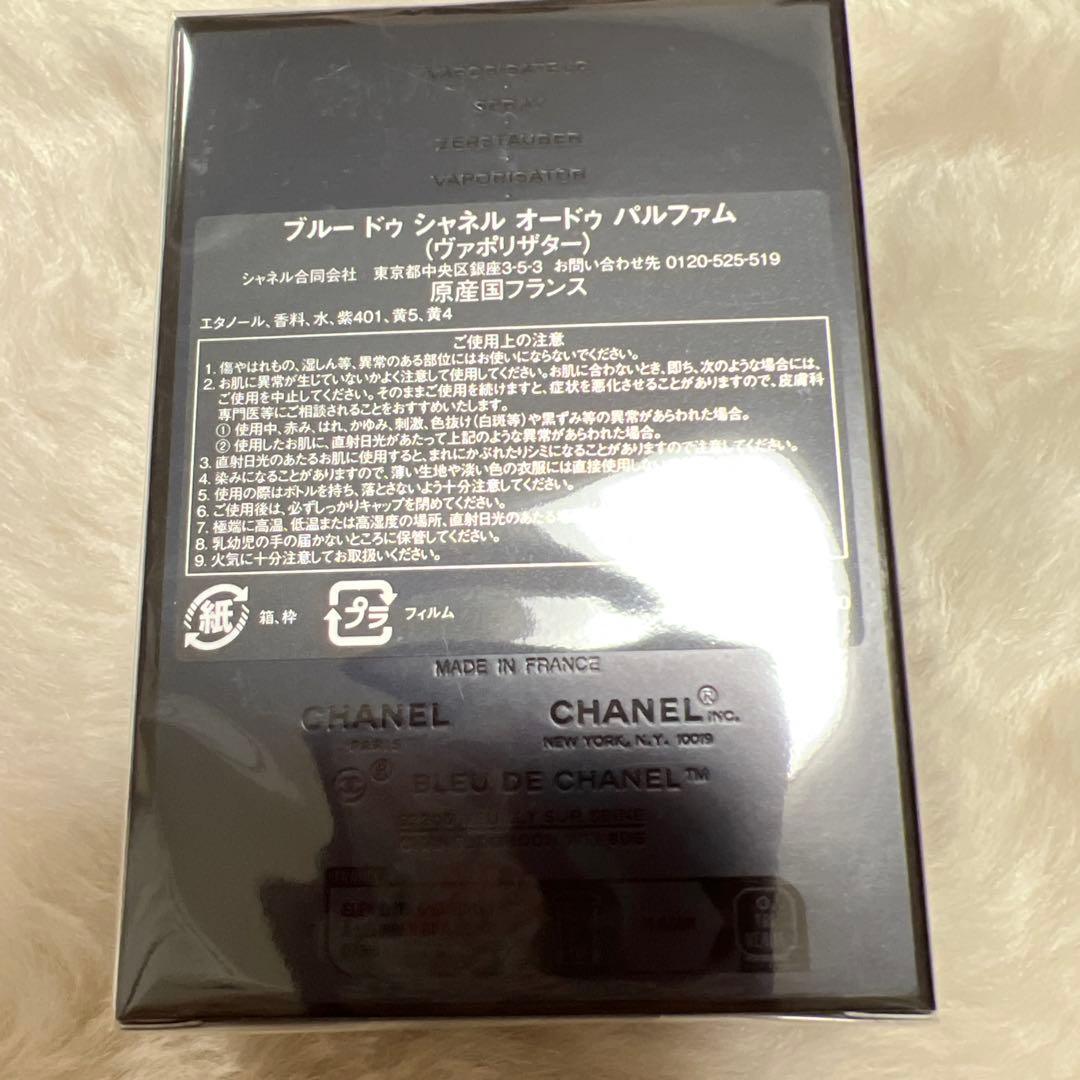 VAPORISATEUR
SPRAY
ZERSTÄUBER
VAPORISATOR
ブルー ドゥ シャネル オードゥ パルファム
(ヴァポリザター)
シャネル合同会社 東京都中央区銀座3-5-3 お問い合わせ先 0120-525-519
原産国フランス
エタノール、香料、水、紫401、黄5、黄4
ご使用上の注意
1. 傷やはれもの、湿しん等、異常のある部位にはお使いにならないでください。
2. お肌に異常が生じていないかよく注意して使用してください。お肌に合わないとき、即ち、次のような場合には、
ご使用を中止してください。そのままご使用を続けますと、症状を悪化させることがありますので、皮膚科
専門医等にご相談されることをおすすめいたします。
① 使用中、赤み、はれ、かゆみ、刺激、色抜け(白斑等)や黒ずみ等の異常があらわれた場合。
② 使用したお肌に、直射日光があたって上記のような異常があらわれた場合。
3. 直射日光のあたるお肌に使用すると、まれにかぶれたりシミになることがありますので注意してください。
4. 染みになることがありますので、薄い生地や淡い色の衣服には直接使用しな
5. 使用の際はボトルを持ち、落とさないよう十分注意してください。
6. ご使用後は、必ずしっかりキャップを閉めてください。
7. 極端に高温、低温または高湿度の場所、直射日光のあたる
8. 乳幼児の手の届かないところに保管してください。
9. 火気に十分注意してお取扱いください。
紙 箱、枠 プラ フィルム
MADE IN FRANCE
CHANEL CHANEL® INC.
PARIS NEW YORK, N.Y. 10019
® BLEU DE CHANEL™
SUR SEINE